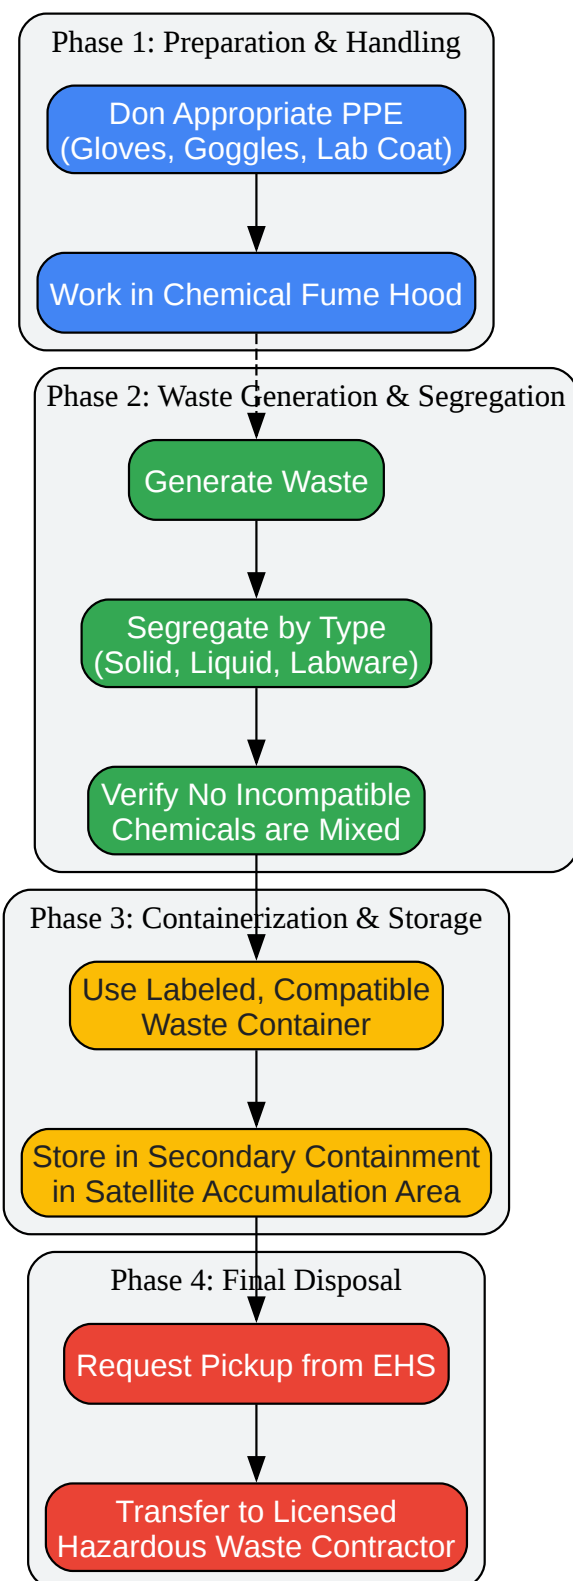 Phase 1: Preparation & Handling
Don Appropriate PPE
(Gloves, Goggles, Lab Coat)
Work in Chemical Fume Hood
Phase 2: Waste Generation & Segregation
Generate Waste
Segregate by Type
(Solid, Liquid, Labware)
Verify No Incompatible
Chemicals are Mixed
Phase 3: Containerization & Storage
Use Labeled, Compatible
Waste Container
Store in Secondary Containment
in Satellite Accumulation Area
Phase 4: Final Disposal
Request Pickup from EHS
Transfer to Licensed
Hazardous Waste Contractor